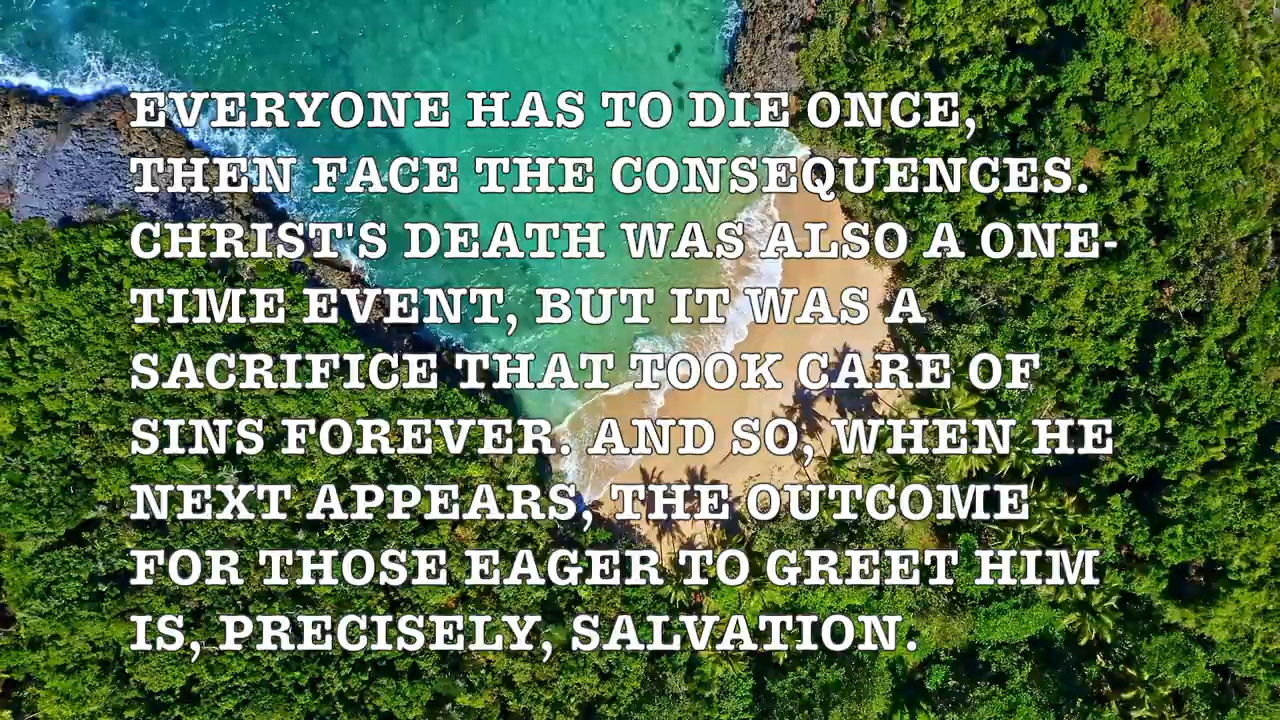 EVERYONE HAS TO DIE ONCE,
THEN FACE THE CONSEQUENCES.
CHRIST'S DEATH WAS ALSO A ONE-
TIME EVENT, BUT IT WAS A
SACRIFICE THAT TOOK CARE OF
SINS FOREVER. AND SO, WHEN HE
NEXT APPEARS, THE OUTCOME
FOR THOSE EAGER TO GREET HIM
IS, PRECISELY, SALVATION.